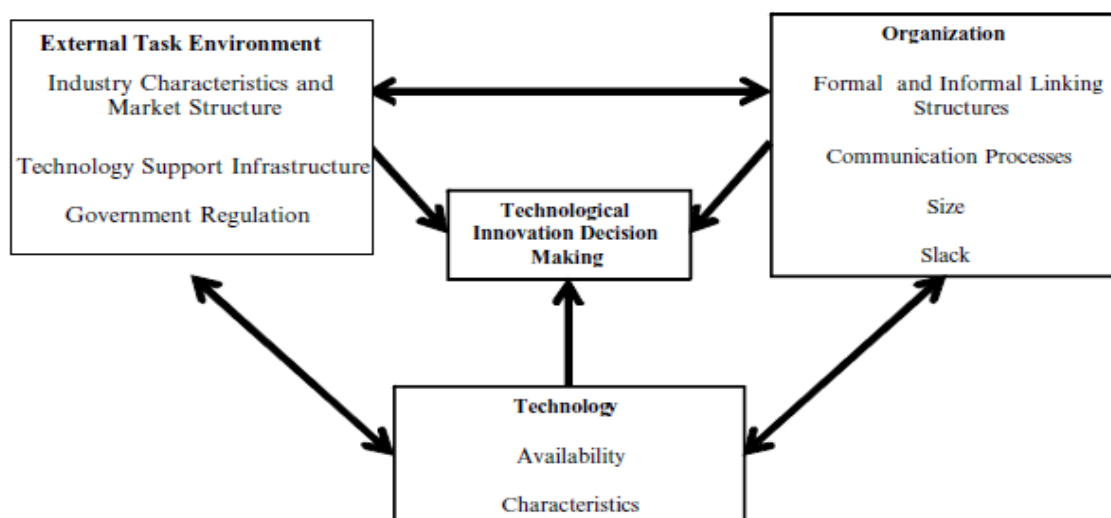 External Task Environment
Industry Characteristics and
Market Structure
Technology Support Infrastructure
Government Regulation
Organization
Formal and Informal Linking
Structures
Communication Processes
Size
Slack
Technological
Innovation Decision
Making
Technology
Availability
Characteristics